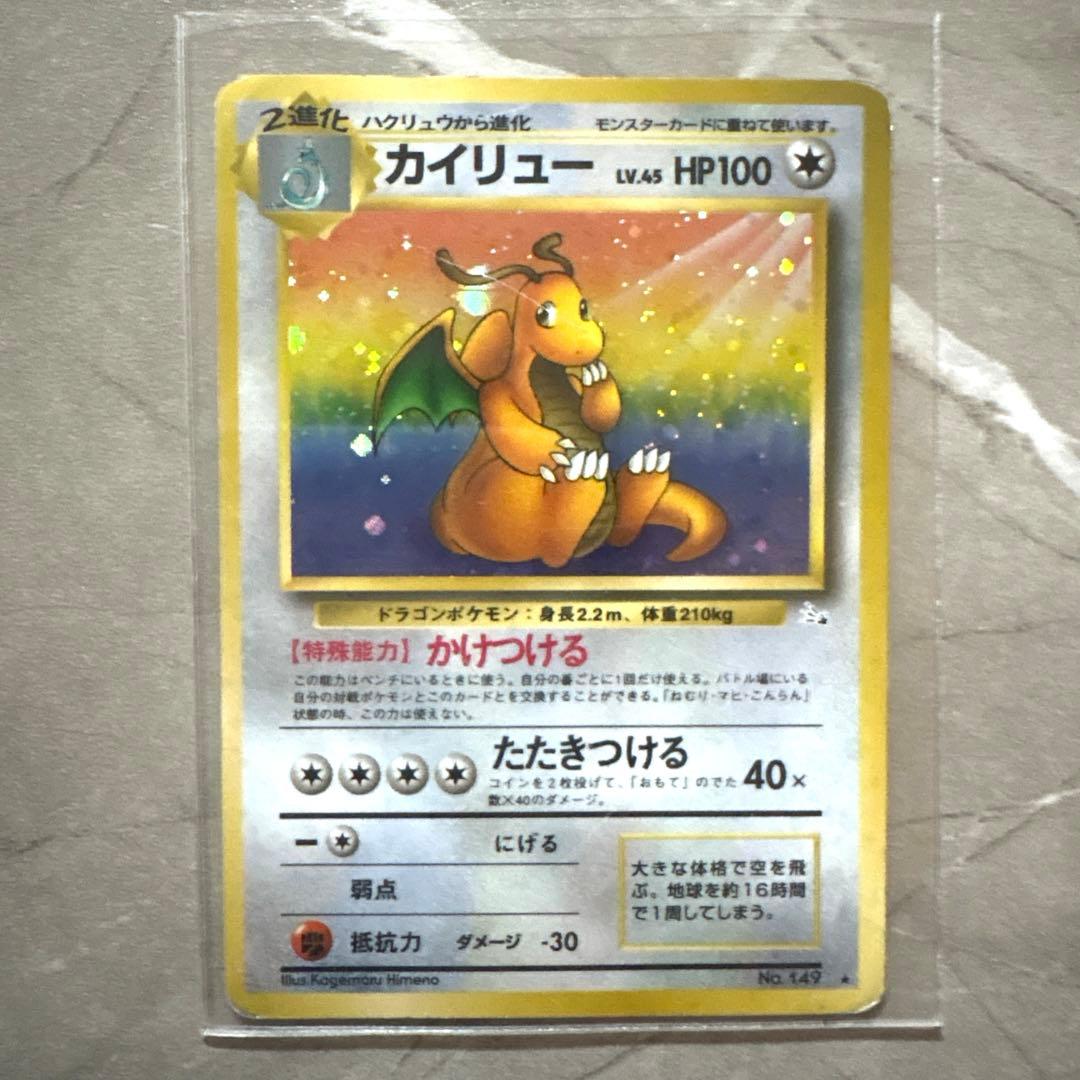 2進化 ハクリュウから進化 モンスターカードに重ねて使います。
カイリュー LV.45 HP100
ドラゴンポケモン：身長2.2m、体重210kg
【特殊能力】かけつける
この能力はベンチにいるときに使う。自分の番ごとに1回だけ使える。バトル場にいる
自分の対戦ポケモンとこのカードとを交換することができる。「ねむり・マヒ・こんらん」
状態の時、この力は使えない。
たたきつける 40×
コインを2枚投げて、「おもて」のでた
数×40のダメージ。
にげる
弱点
抵抗力 ダメージ -30
大きな体格で空を飛
ぶ。地球を約16時間
で1周してしまう。
Illus.Kagemaru Himeno No. 149 ★